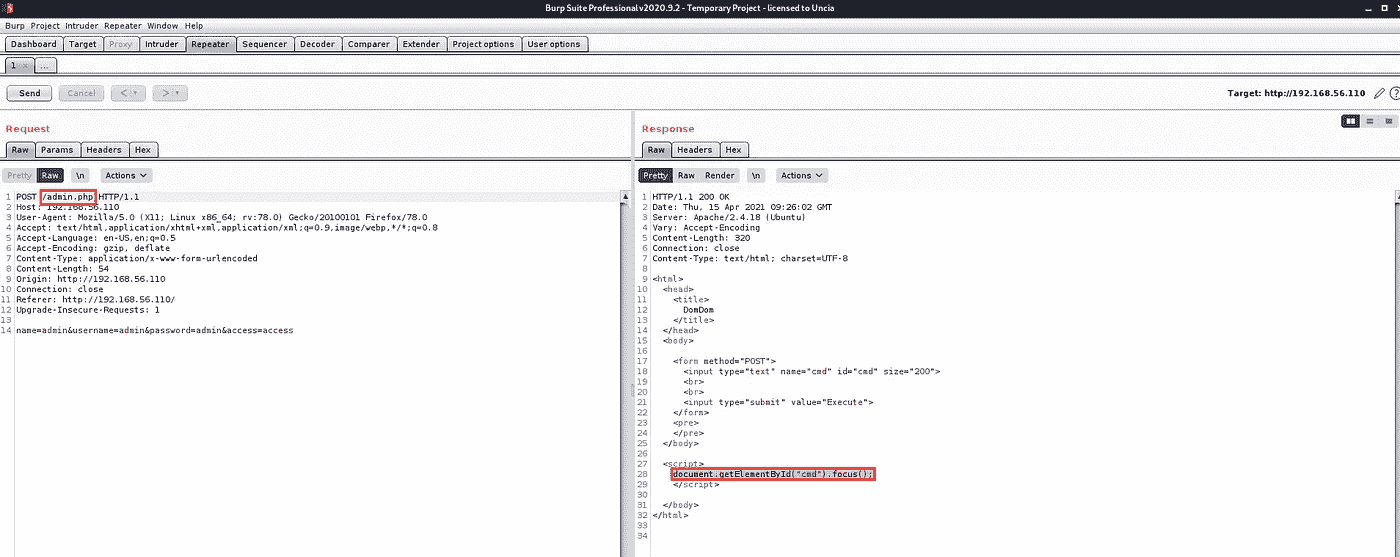 Burp Suite Professional v2020.9.2 - Temporary Project - licensed to Uncia
Burp Project Intruder Repeater Window Help
Dashboard Target Proxy Intruder Repeater Sequencer Decoder Comparer Extender Project options User options
1 × ...
Send Cancel < > Target: http://192.168.56.110
Request
Raw Params Headers Hex
Pretty Raw \n Actions
1 POST /admin.php HTTP/1.1
2 Host: 192.168.56.110
3 User-Agent: Mozilla/5.0 (X11; Linux x86_64; rv:78.0) Gecko/20100101 Firefox/78.0
4 Accept: text/html,application/xhtml+xml,application/xml;q=0.9,image/webp,*/*;q=0.8
5 Accept-Language: en-US,en;q=0.5
6 Accept-Encoding: gzip, deflate
7 Content-Type: application/x-www-form-urlencoded
8 Content-Length: 54
9 Origin: http://192.168.56.110
10 Connection: close
11 Referer: http://192.168.56.110/
12 Upgrade-Insecure-Requests: 1
13
14 name=admin&username=admin&password=admin&access=access
Response
Raw Headers Hex
Pretty Raw Render \n Actions
1 HTTP/1.1 200 OK
2 Date: Thu, 15 Apr 2021 09:26:02 GMT
3 Server: Apache/2.4.18 (Ubuntu)
4 Vary: Accept-Encoding
5 Content-Length: 320
6 Connection: close
7 Content-Type: text/html; charset=UTF-8
8
9 <html>
10 <head>
11 <title>
12 DomDom
13 </title>
14 </head>
15 <body>
16
17 <form method="POST">
18 <input type="text" name="cmd" id="cmd" size="200">
19 <br>
20 <br>
21 <input type="submit" value="Execute">
22 </form>
23 <pre>
24 </pre>
25 </body>
26
27 <script>
28 document.getElementById("cmd").focus();
29 </script>
30
31 </body>
32 </html>
33
34